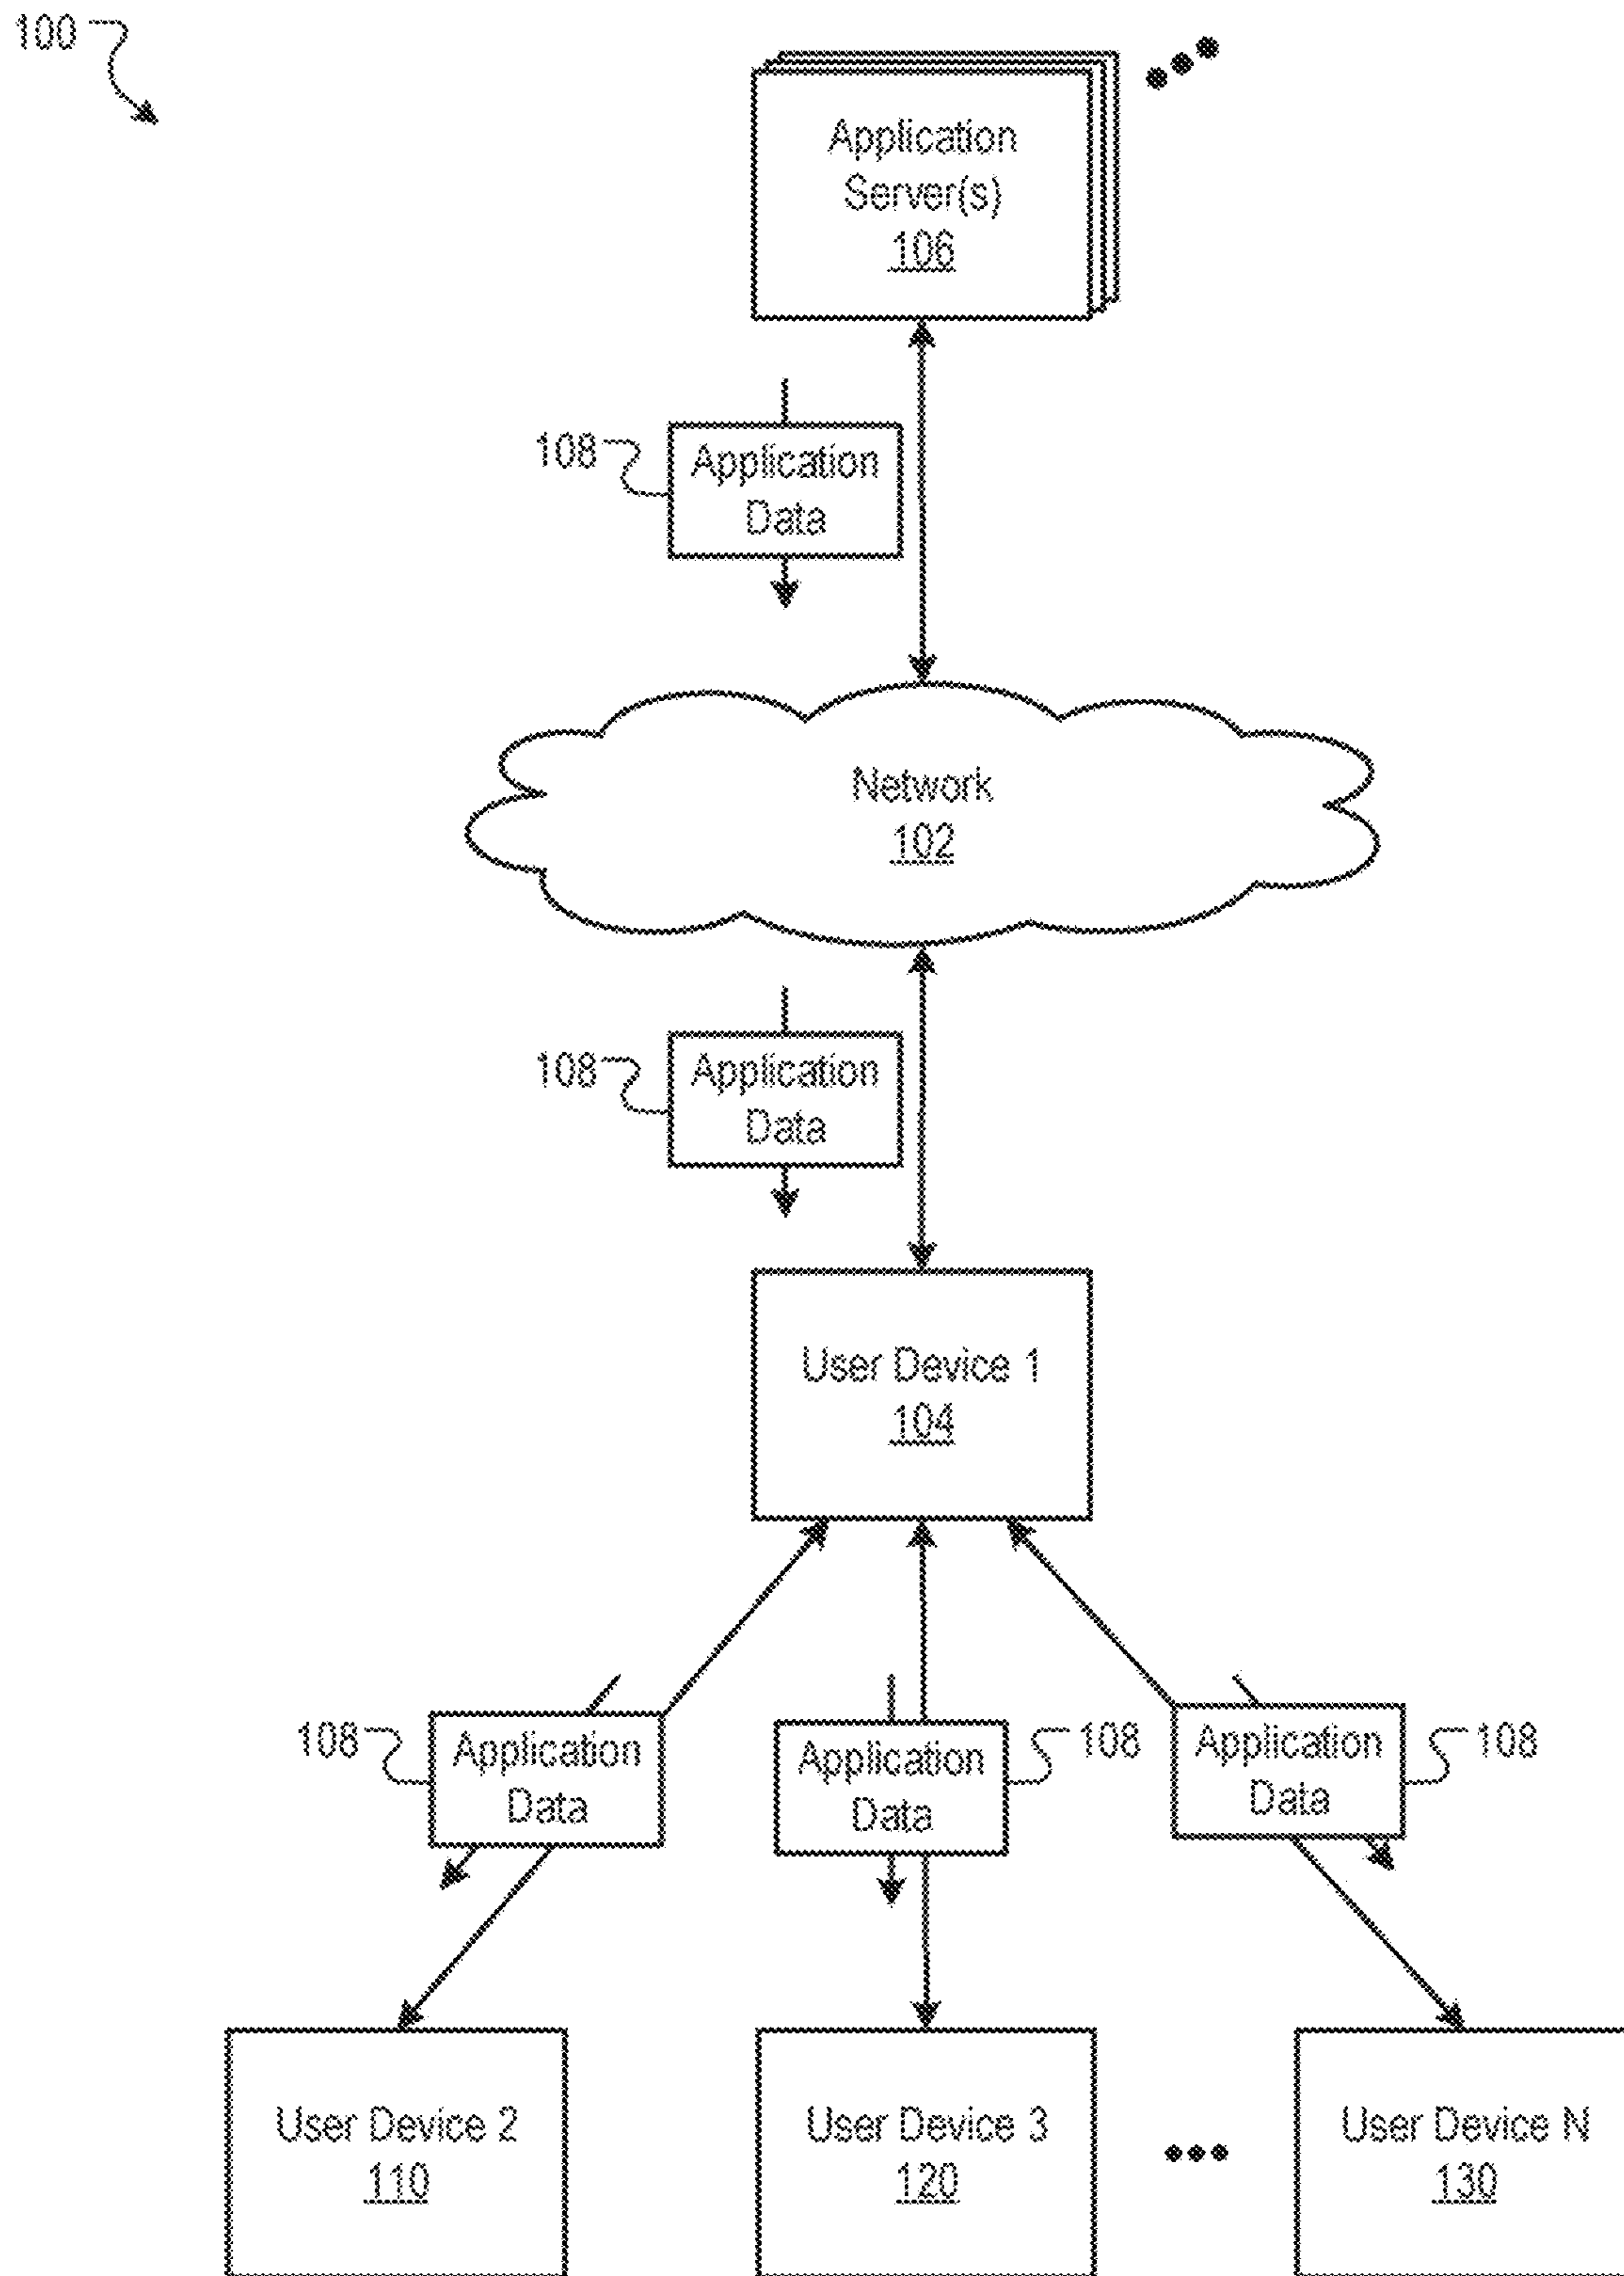 100
Application
Server(s)
106
108
Application
Data
Network
102
108
Application
Data
User Device 1
104
108
Application
Data
Application
Data
108
Application
Data
108
User Device 2
110
User Device 3
120
User Device N
130